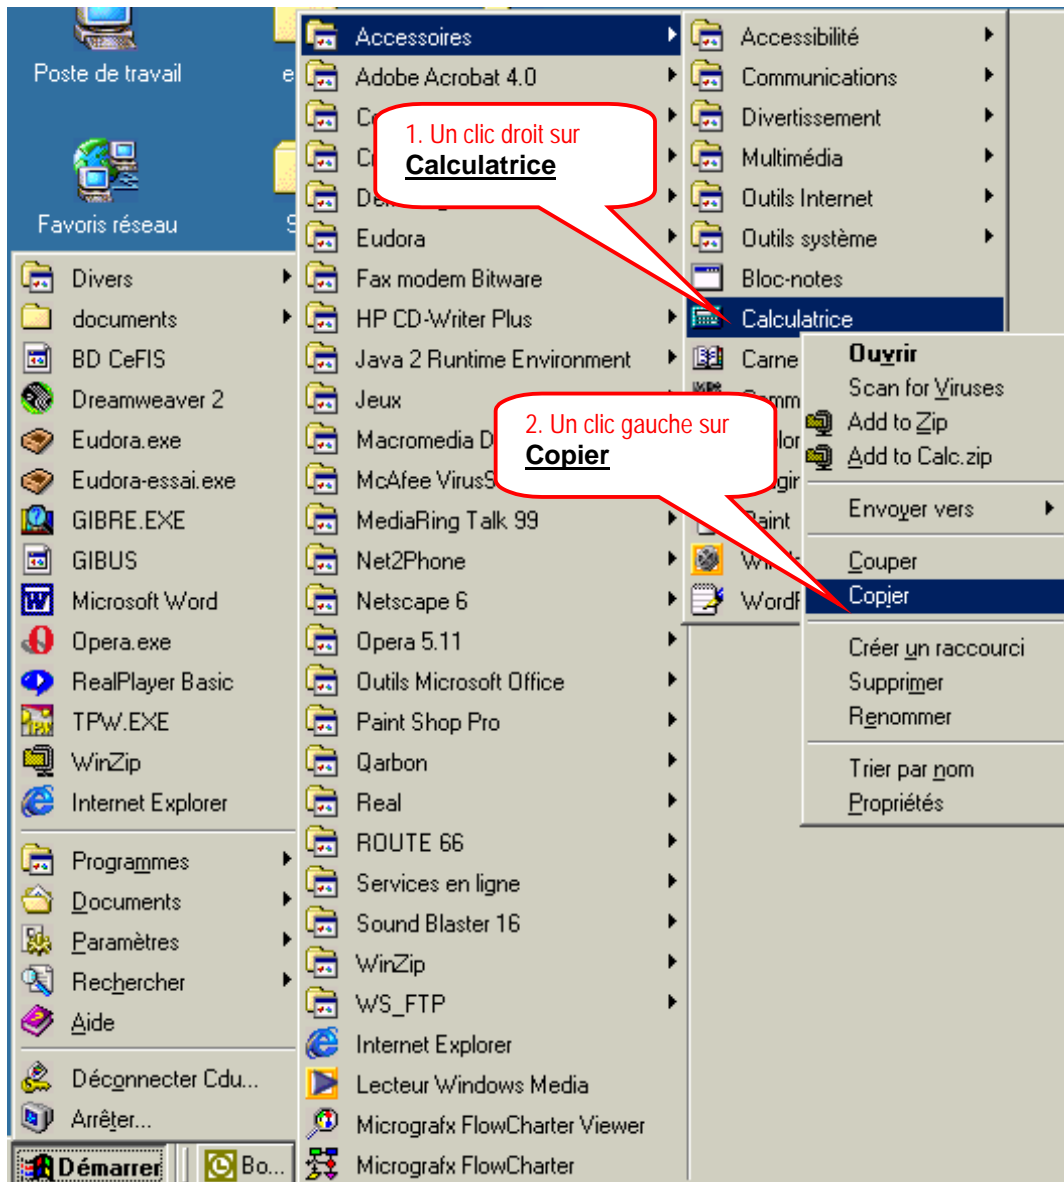 Poste de travail
Favoris réseau
Divers
documents
BD CeFIS
Dreamweaver 2
Eudora.exe
Eudora-essai.exe
GIBRE.EXE
GIBUS
Microsoft Word
Opera.exe
RealPlayer Basic
TPW.EXE
WinZip
Internet Explorer
Programmes
Documents
Paramètres
Rechercher
Aide
Déconnecter Cdu...
Arrêter...
Démarrer
Bo...
Accessoires
Adobe Acrobat 4.0
1. Un clic droit sur
Calculatrice
Eudora
Fax modem Bitware
HP CD-Writer Plus
Java 2 Runtime Environment
Jeux
Macromedia D
McAfee VirusS
2. Un clic gauche sur
Copier
MediaRing Talk 99
Net2Phone
Netscape 6
Opera 5.11
Outils Microsoft Office
Paint Shop Pro
Qarbon
Real
ROUTE 66
Services en ligne
Sound Blaster 16
WinZip
WS_FTP
Internet Explorer
Lecteur Windows Media
Micrografx FlowCharter Viewer
Micrografx FlowCharter
Accessibilité
Communications
Divertissement
Multimédia
Outils Internet
Outils système
Bloc-notes
Calculatrice
Carne
Comm
Paint
Ouvrir
Scan for Viruses
Add to Zip
Add to Calc.zip
Envoyer vers
Couper
Copier
Créer un raccourci
Supprimer
Renommer
Trier par nom
Propriétés